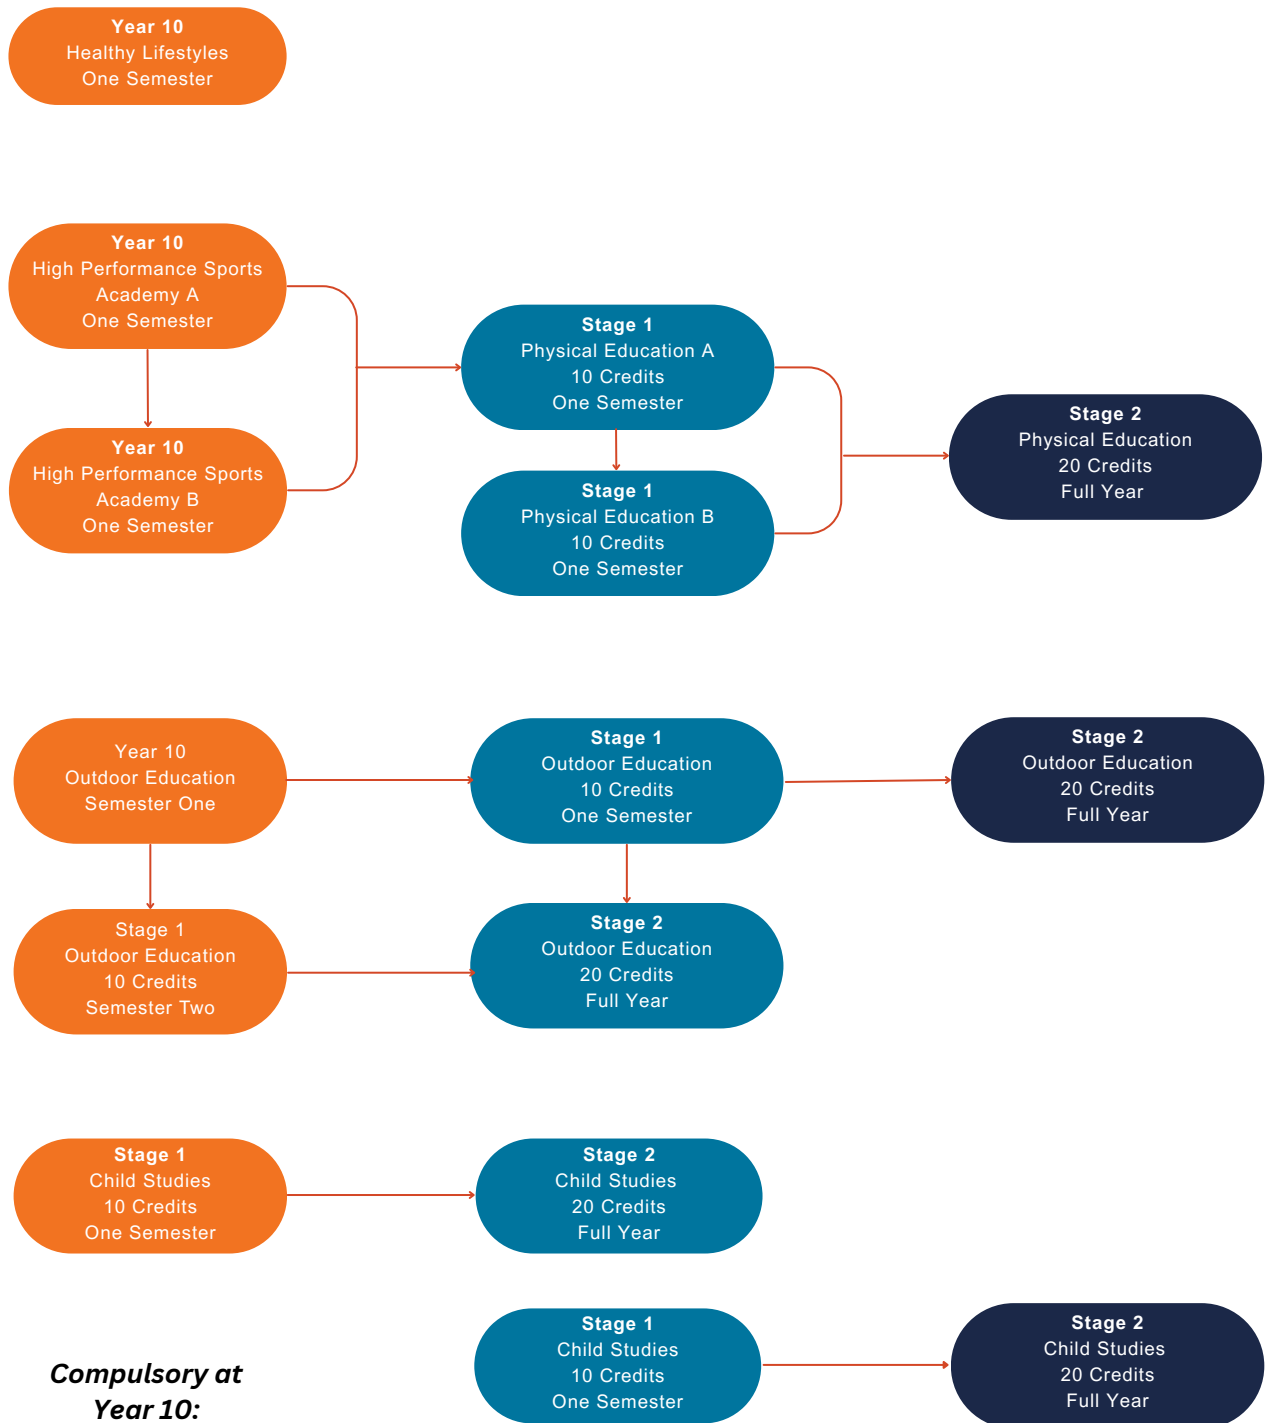 Year 10
Healthy Lifestyles
One Semester
Year 10
High Performance Sports
Academy A
One Semester
Year 10
High Performance Sports
Academy B
One Semester
Stage 1
Physical Education A
10 Credits
One Semester
Stage 1
Physical Education B
10 Credits
One Semester
Stage 2
Physical Education
20 Credits
Full Year
Year 10
Outdoor Education
Semester One
Stage 1
Outdoor Education
10 Credits
One Semester
Stage 2
Outdoor Education
20 Credits
Full Year
Stage 1
Outdoor Education
10 Credits
Semester Two
Stage 2
Outdoor Education
20 Credits
Full Year
Stage 1
Child Studies
10 Credits
One Semester
Stage 2
Child Studies
20 Credits
Full Year
Stage 1
Child Studies
10 Credits
One Semester
Stage 2
Child Studies
20 Credits
Full Year
Compulsory at
Year 10: